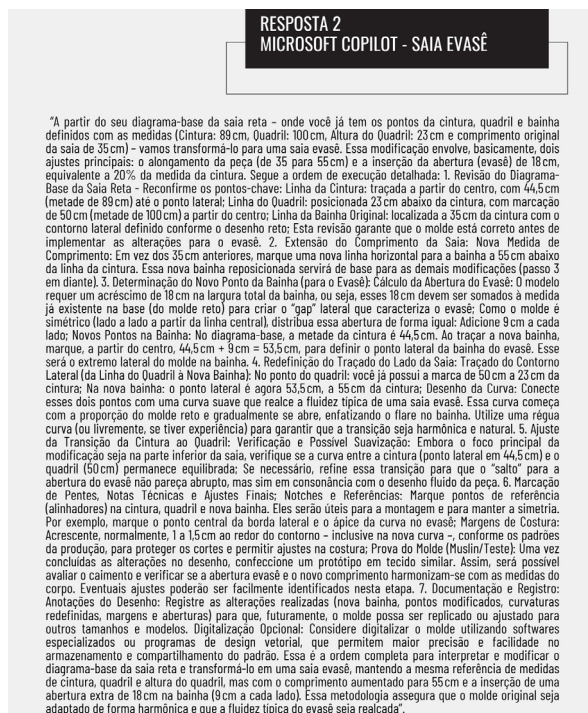 RESPOSTA 2
MICROSOFT COPILOT - SAIA EVASÊ
“A partir do seu diagrama-base da saia reta – onde você já tem os pontos da cintura, quadril e bainha
definidos com as medidas (Cintura: 89 cm, Quadril: 100 cm, Altura do Quadril: 23 cm e comprimento original
da saia de 35 cm) – vamos transformá-lo para uma saia evasê. Essa modificação envolve, basicamente, dois
ajustes principais: o alongamento da peça (de 35 para 55 cm) e a inserção da abertura (evasê) de 18 cm,
equivalente a 20% da medida da cintura. Segue a ordem de execução detalhada: 1. Revisão do Diagrama-
Base da Saia Reta - Reconfirme os pontos-chave: Linha da Cintura: traçada a partir do centro, com 44,5 cm
(metade de 89 cm) até o ponto lateral; Linha do Quadril: posicionada 23 cm abaixo da cintura, com marcação
de 50 cm (metade de 100 cm) a partir do centro; Linha da Bainha Original: localizada a 35 cm da cintura com o
contorno lateral definido conforme o desenho reto; Esta revisão garante que o molde está correto antes de
implementar as alterações para o evasê. 2. Extensão do Comprimento da Saia: Nova Medida de
Comprimento: Em vez dos 35 cm anteriores, marque uma nova linha horizontal para a bainha a 55 cm abaixo
da linha da cintura. Essa nova bainha reposicionada servirá de base para as demais modificações (passo 3
em diante). 3. Determinação do Novo Ponto da Bainha (para o Evasê): Cálculo da Abertura do Evasê: O modelo
requer um acréscimo de 18 cm na largura total da bainha, ou seja, esses 18 cm devem ser somados à medida
já existente na base (do molde reto) para criar o “gap” lateral que caracteriza o evasê; Como o molde é
simétrico (lado a lado a partir da linha central), distribua essa abertura de forma igual: Adicione 9 cm a cada
lado; Novos Pontos na Bainha: No diagrama-base, a metade da cintura é 44,5 cm. Ao traçar a nova bainha,
marque, a partir do centro, 44,5 cm + 9 cm = 53,5 cm, para definir o ponto lateral da bainha do evasê. Esse
será o extremo lateral do molde na bainha. 4. Redefinição do Traçado do Lado da Saia: Traçado do Contorno
Lateral (da Linha do Quadril à Nova Bainha): No ponto do quadril: você já possui a marca de 50 cm a 23 cm da
cintura; Na nova bainha: o ponto lateral é agora 53,5 cm, a 55 cm da cintura; Desenho da Curva: Conecte
esses dois pontos com uma curva suave que realce a fluidez típica de uma saia evasê. Essa curva começa
com a proporção do molde reto e gradualmente se abre, enfatizando o flare no bainha. Utilize uma régua
curva (ou livremente, se tiver experiência) para garantir que a transição seja harmônica e natural. 5. Ajuste
da Transição da Cintura ao Quadril: Verificação e Possível Suavização: Embora o foco principal da
modificação seja na parte inferior da saia, verifique se a curva entre a cintura (ponto lateral em 44,5 cm) e o
quadril (50 cm) permanece equilibrada; Se necessário, refine essa transição para que o “salto” para a
abertura do evasê não pareça abrupto, mas sim em consonância com o desenho fluido da peça. 6. Marcação
de Pentes, Notas Técnicas e Ajustes Finais; Notches e Referências: Marque pontos de referência
(alinhadores) na cintura, quadril e nova bainha. Eles serão úteis para a montagem e para manter a simetria.
Por exemplo, marque o ponto central da borda lateral e o ápice da curva no evasê; Margens de Costura:
Acrescente, normalmente, 1 a 1,5 cm ao redor do contorno – inclusive na nova curva –, conforme os padrões
da produção, para proteger os cortes e permitir ajustes na costura; Prova do Molde (Muslin/Teste): Uma vez
concluídas as alterações no desenho, confeccione um protótipo em tecido similar. Assim, será possível
avaliar o caimento e verificar se a abertura evasê e o novo comprimento harmonizam-se com as medidas do
corpo. Eventuais ajustes poderão ser facilmente identificados nesta etapa. 7. Documentação e Registro:
Anotações do Desenho: Registre as alterações realizadas (nova bainha, pontos modificados, curvaturas
redefinidas, margens e aberturas) para que, futuramente, o molde possa ser replicado ou ajustado para
outros tamanhos e modelos. Digitalização Opcional: Considere digitalizar o molde utilizando softwares
especializados ou programas de design vetorial, que permitem maior precisão e facilidade no
armazenamento e compartilhamento do padrão. Essa é a ordem completa para interpretar e modificar o
diagrama-base da saia reta e transformá-lo em uma saia evasê, mantendo a mesma referência de medidas
de cintura, quadril e altura do quadril, mas com o comprimento aumentado para 55 cm e a inserção de uma
abertura extra de 18 cm na bainha (9 cm a cada lado). Essa metodologia assegura que o molde original seja
adaptado de forma harmônica e que a fluidez típica do evasê seja realçada”.